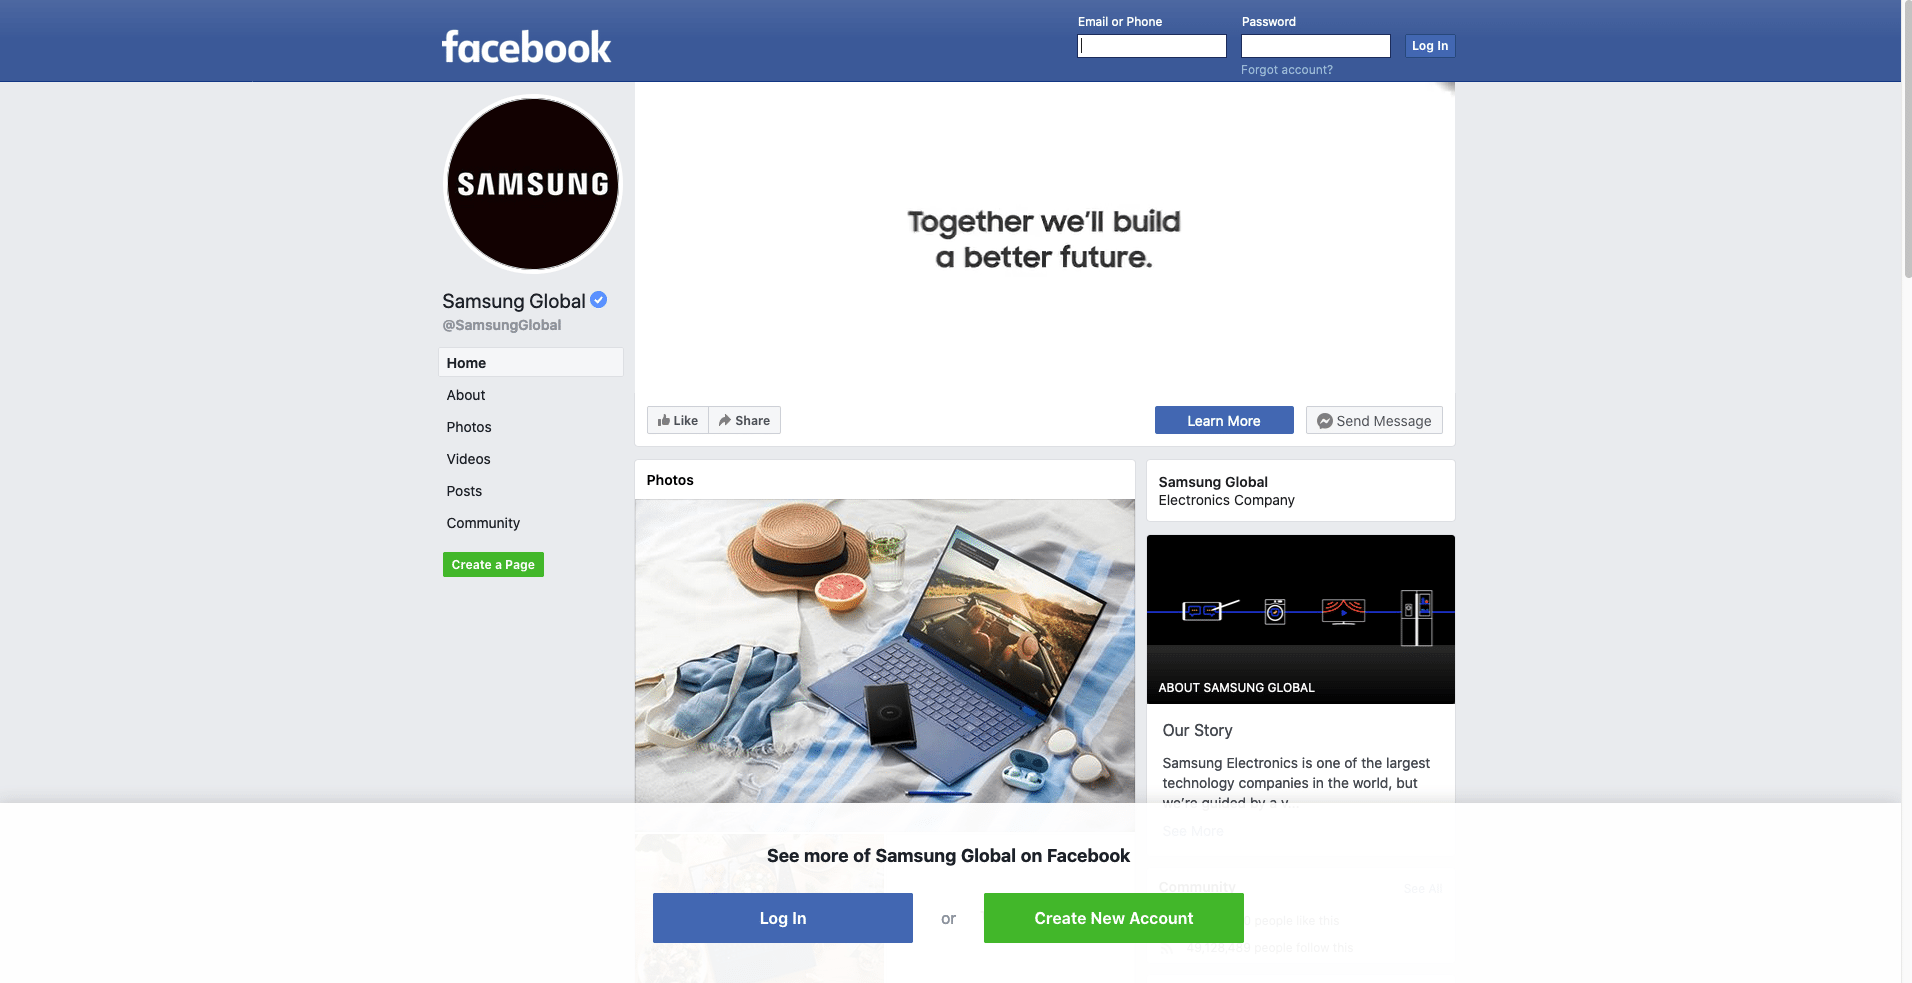 facebook
Email or Phone
Password
Log In
Forgot account?
SAMSUNG
Samsung Global
@SamsungGlobal
Home
About
Photos
Videos
Posts
Community
Create a Page
Together we'll build
a better future.
Like
Share
Learn More
Send Message
Photos
Samsung Global
Electronics Company
ABOUT SAMSUNG GLOBAL
Our Story
Samsung Electronics is one of the largest
technology companies in the world, but
we're guided by a v
See More
See more of Samsung Global on Facebook
Community
See All
Log In
or
Create New Account
people like this
people follow this